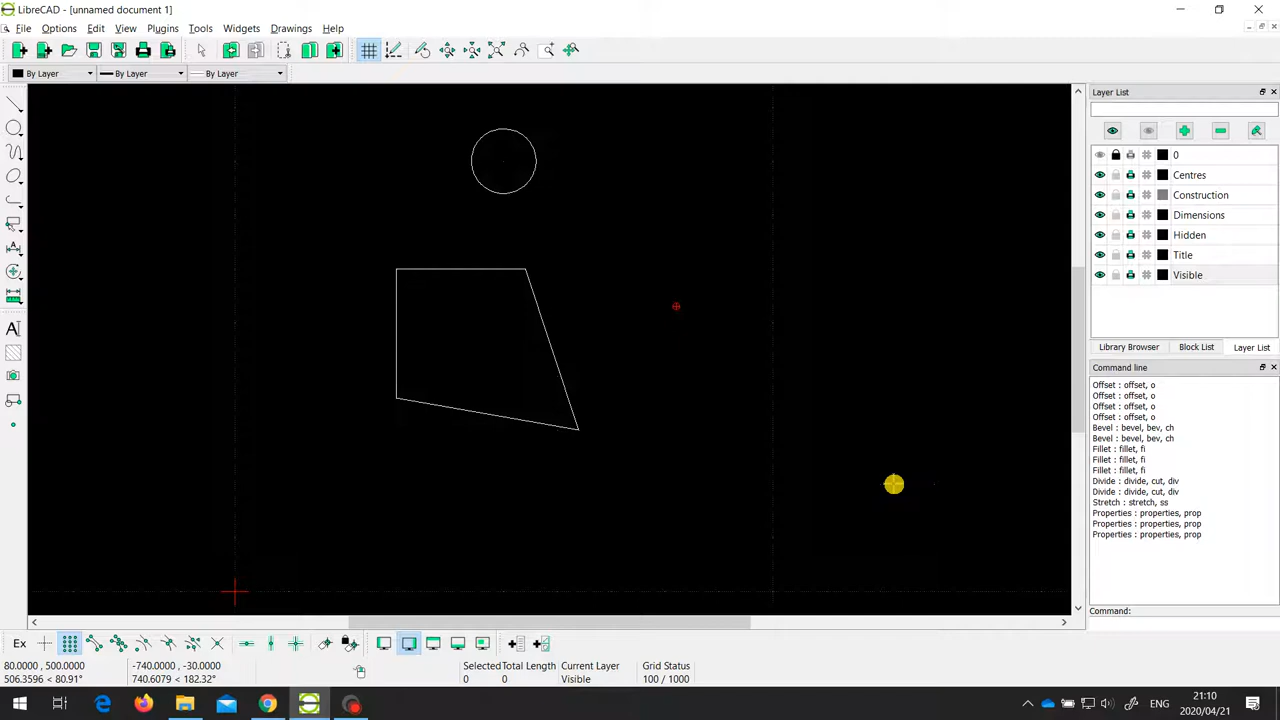 LibreCAD - [unnamed document 1]
File Options Edit View Plugins Tools Widgets Drawings Help
By Layer By Layer By Layer
Layer List
0
Centres
Construction
Dimensions
Hidden
Title
Visible
Library Browser Block List Layer List
Command line
Offset : offset, o
Offset : offset, o
Offset : offset, o
Offset : offset, o
Bevel : bevel, bev, ch
Bevel : bevel, bev, ch
Fillet : fillet, fi
Fillet : fillet, fi
Fillet : fillet, fi
Divide : divide, cut, div
Divide : divide, cut, div
Stretch : stretch, ss
Properties : properties, prop
Properties : properties, prop
Properties : properties, prop
Command:
Ex
80.0000 , 500.0000 -740.0000 , -30.0000 Selected Total Length Current Layer Grid Status
506.3596 < 80.91° 740.6079 < 182.32° 0 0 Visible 100 / 1000
ENG
21:10
2020/04/21